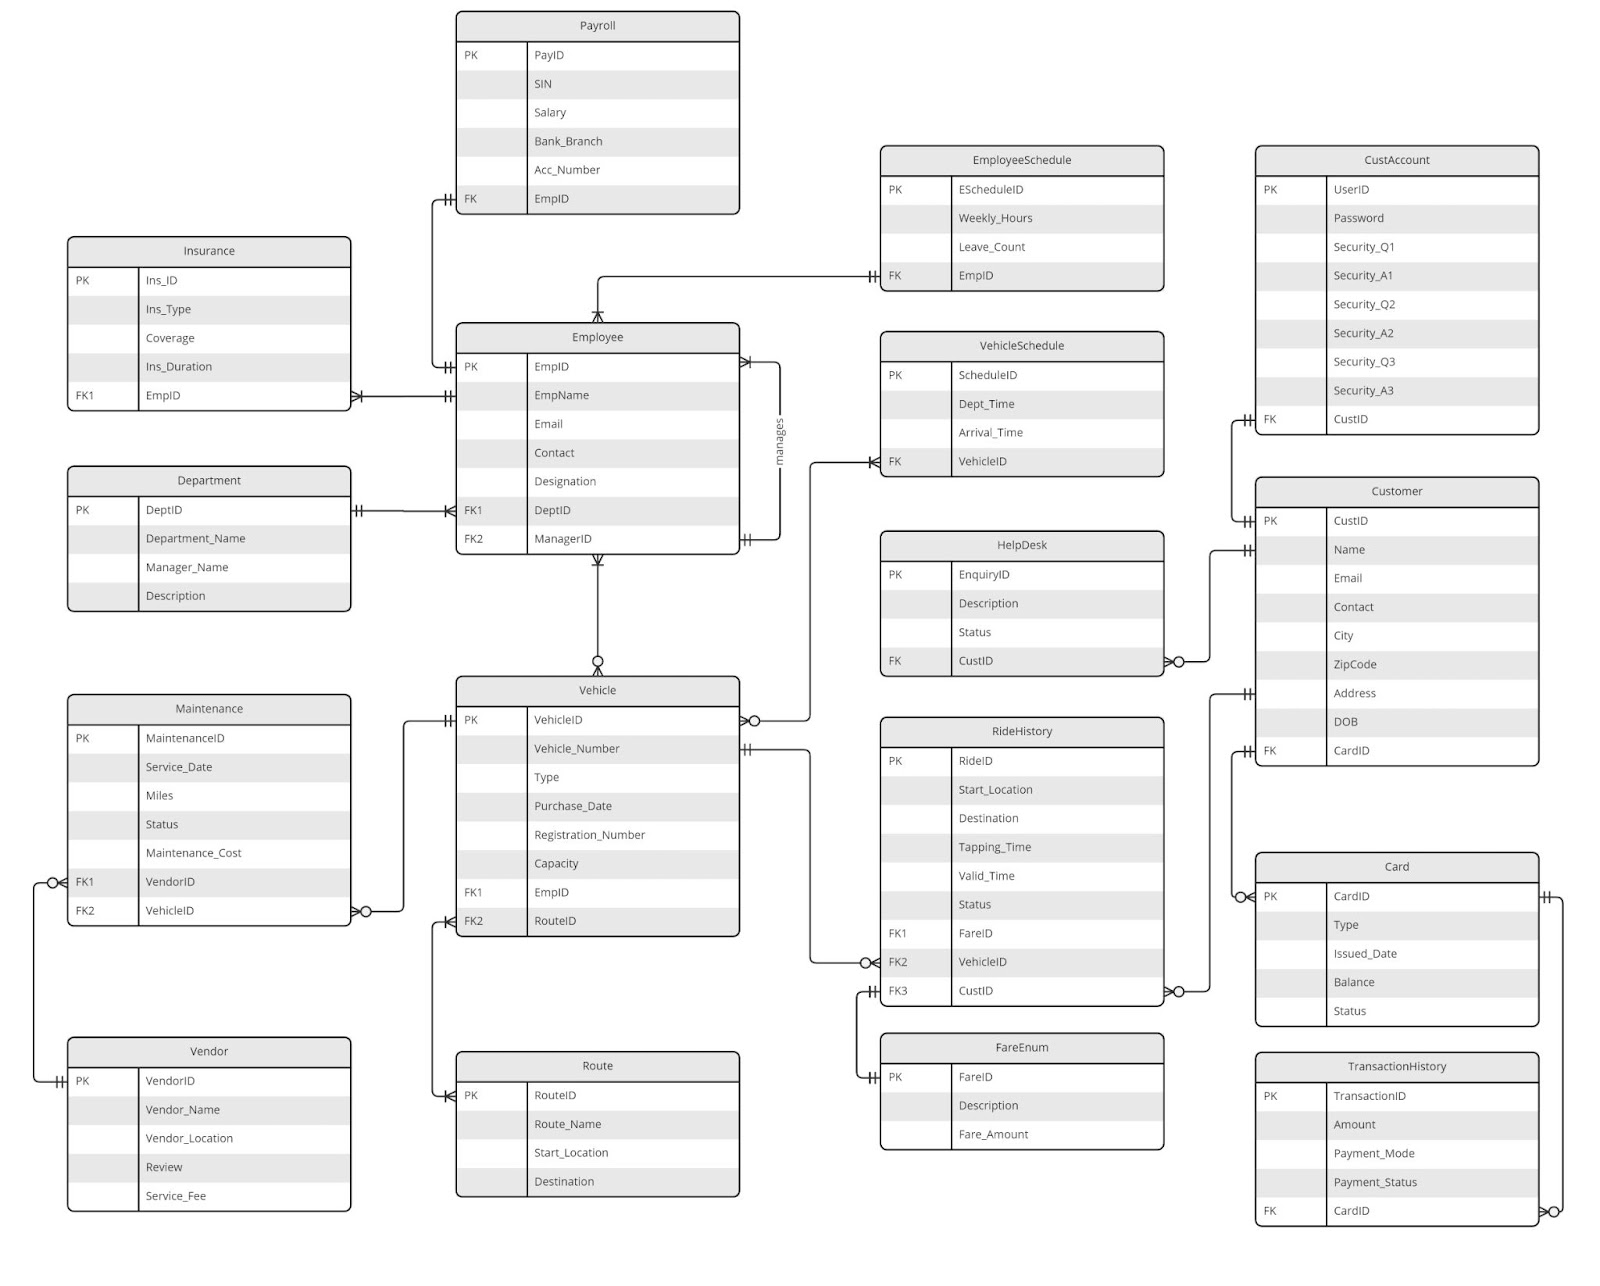 Payroll
PK PayID
SIN
Salary
Bank_Branch
Acc_Number
FK EmpID
EmployeeSchedule
PK EScheduleID
Weekly_Hours
Leave_Count
FK EmpID
CustAccount
PK UserID
Password
Security_Q1
Security_A1
Security_Q2
Security_A2
Security_Q3
Security_A3
FK CustID
Insurance
PK Ins_ID
Ins_Type
Coverage
Ins_Duration
FK1 EmpID
Employee
PK EmpID
EmpName
Email
Contact
Designation
FK1 DeptID
FK2 ManagerID
manages
VehicleSchedule
PK ScheduleID
Dept_Time
Arrival_Time
FK VehicleID
Department
PK DeptID
Department_Name
Manager_Name
Description
HelpDesk
PK EnquiryID
Description
Status
FK CustID
Customer
PK CustID
Name
Email
Contact
City
ZipCode
Address
DOB
FK CardID
Maintenance
PK MaintenanceID
Service_Date
Miles
Status
Maintenance_Cost
FK1 VendorID
FK2 VehicleID
Vehicle
PK VehicleID
Vehicle_Number
Type
Purchase_Date
Registration_Number
Capacity
FK1 EmpID
FK2 RouteID
RideHistory
PK RideID
Start_Location
Destination
Tapping_Time
Valid_Time
Status
FK1 FareID
FK2 VehicleID
FK3 CustID
Card
PK CardID
Type
Issued_Date
Balance
Status
Vendor
PK VendorID
Vendor_Name
Vendor_Location
Review
Service_Fee
Route
PK RouteID
Route_Name
Start_Location
Destination
FareEnum
PK FareID
Description
Fare_Amount
TransactionHistory
PK TransactionID
Amount
Payment_Mode
Payment_Status
FK CardID